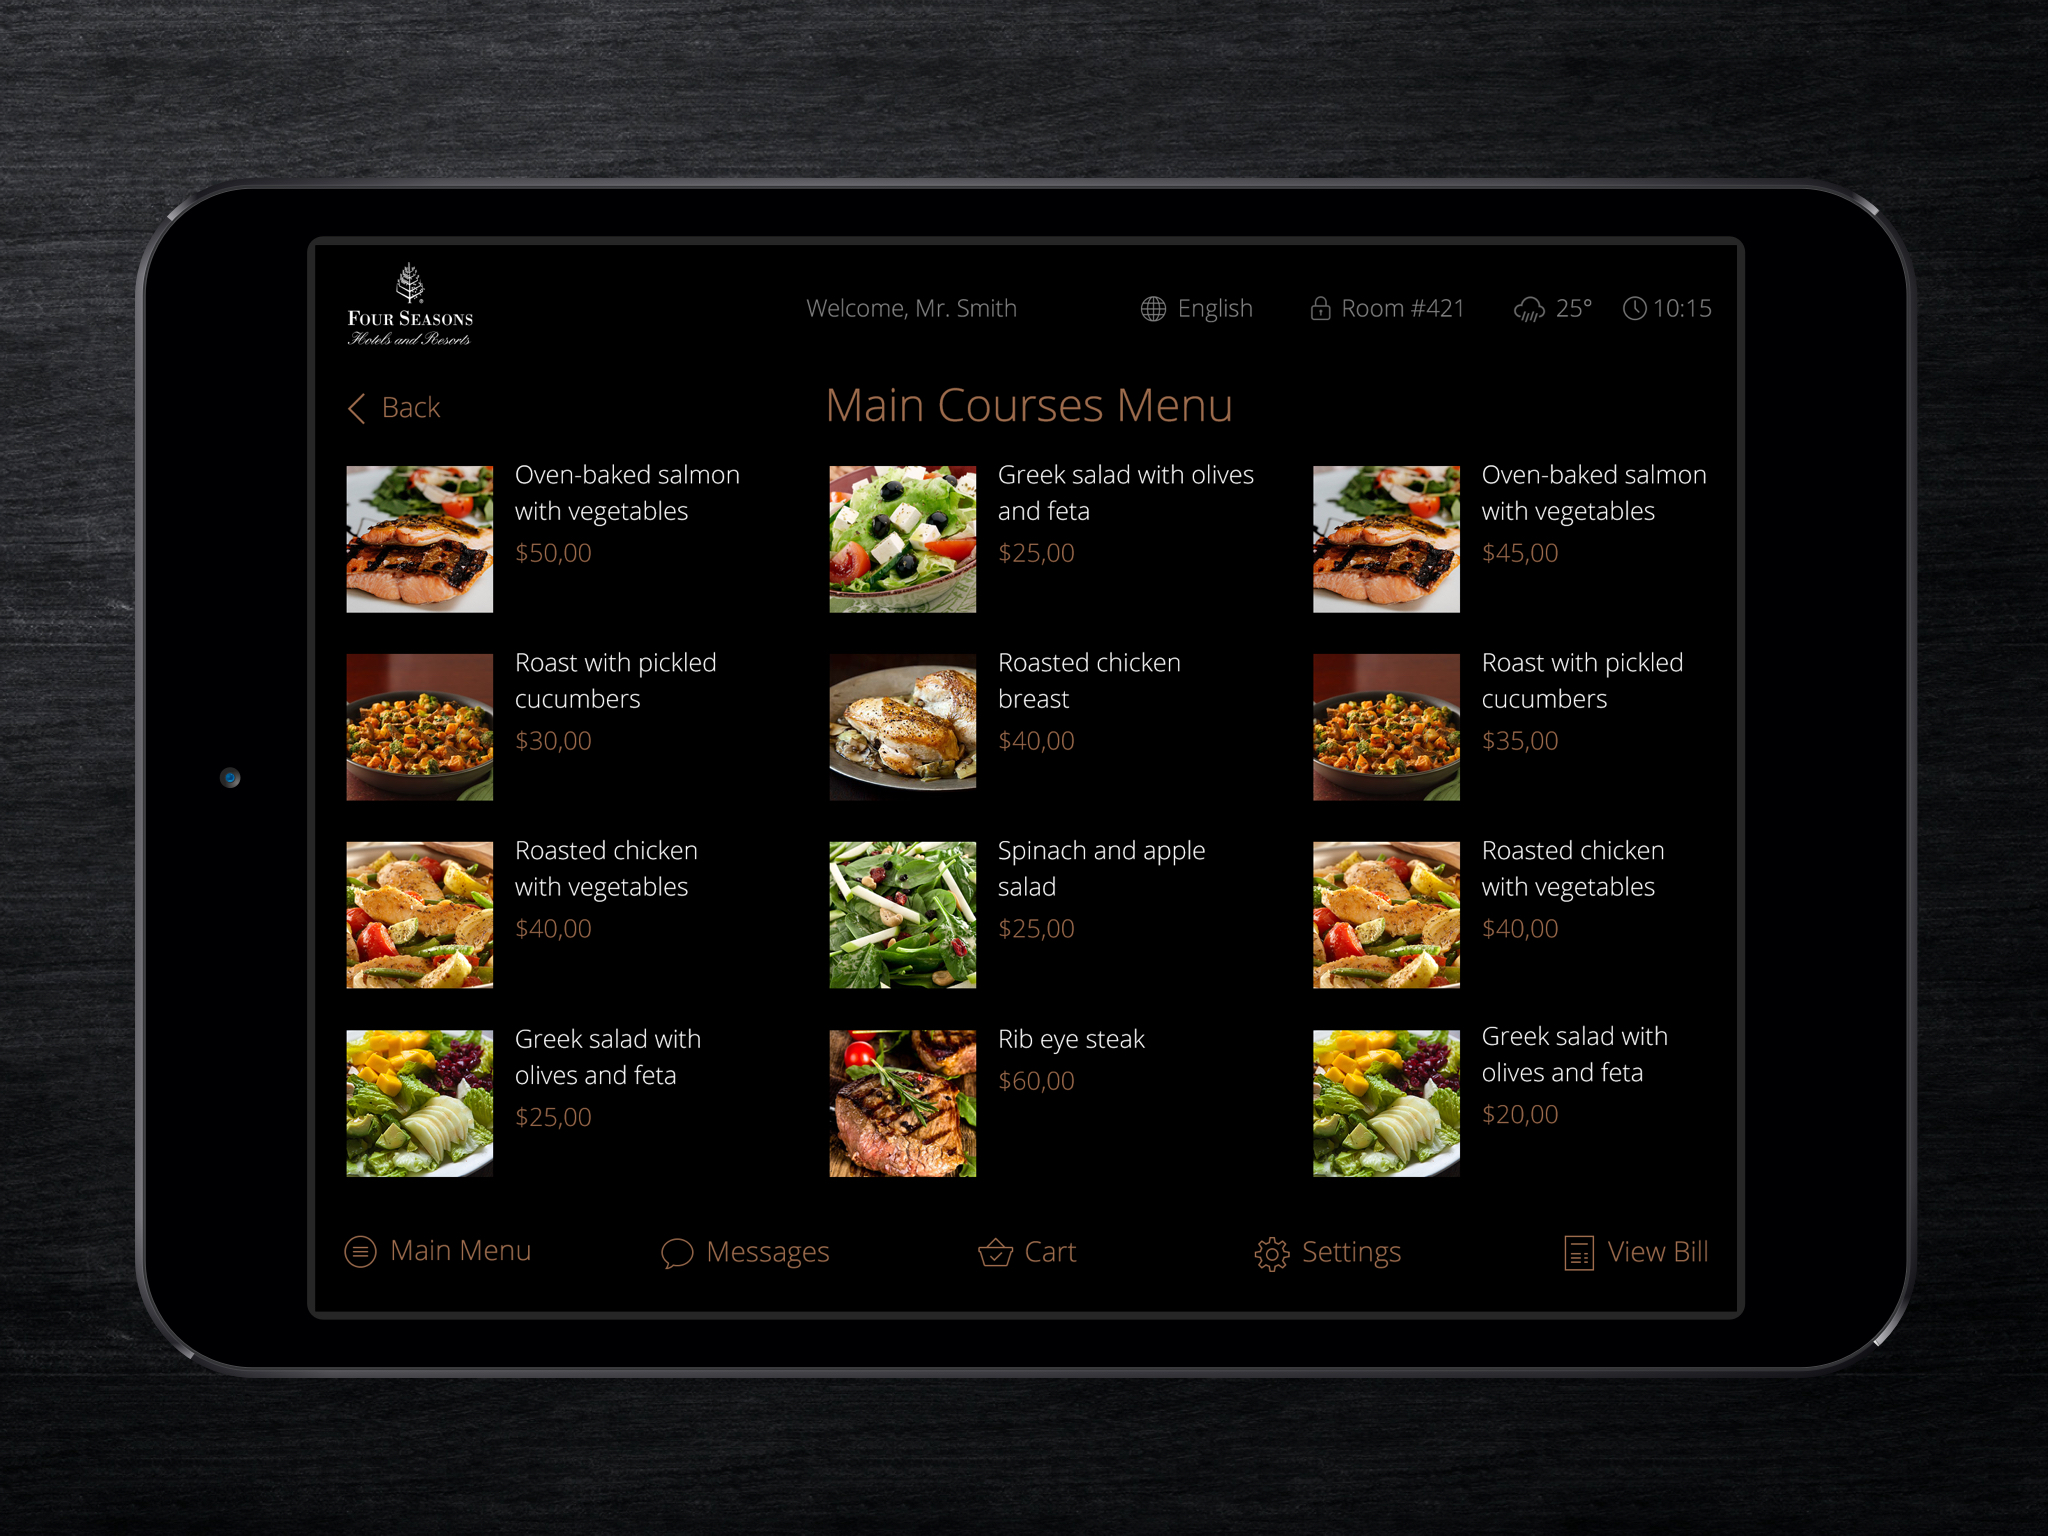 FOUR SEASONS
Hotels and Resorts
Welcome, Mr. Smith
English
Room #421
25°
10:15
Back
Main Courses Menu
Oven-baked salmon
with vegetables
$50,00
Greek salad with olives
and feta
$25,00
Oven-baked salmon
with vegetables
$45,00
Roast with pickled
cucumbers
$30,00
Roasted chicken
breast
$40,00
Roast with pickled
cucumbers
$35,00
Roasted chicken
with vegetables
$40,00
Spinach and apple
salad
$25,00
Roasted chicken
with vegetables
$40,00
Greek salad with
olives and feta
$25,00
Rib eye steak
$60,00
Greek salad with
olives and feta
$20,00
Main Menu
Messages
Cart
Settings
View Bill